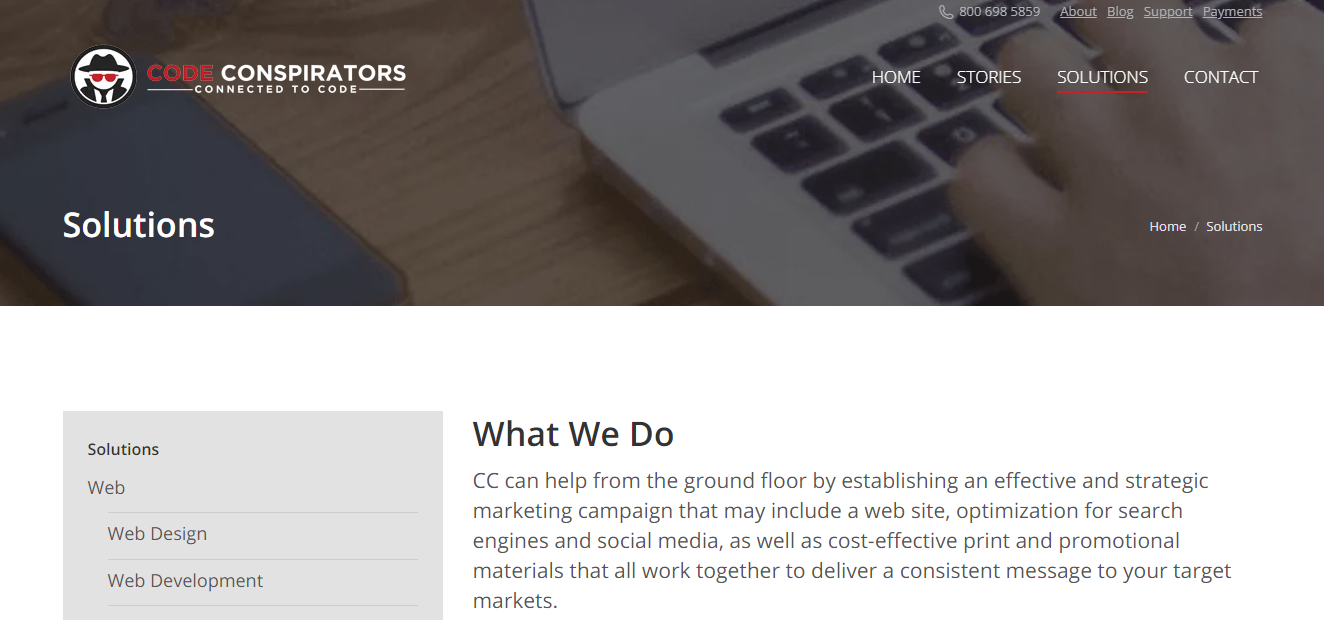 800 698 5859 About Blog Support Payments
CODE CONSPIRATORS
CONNECTED TO CODE
HOME STORIES SOLUTIONS CONTACT
Solutions
Home / Solutions
Solutions
Web
Web Design
Web Development
What We Do
CC can help from the ground floor by establishing an effective and strategic
marketing campaign that may include a web site, optimization for search
engines and social media, as well as cost-effective print and promotional
materials that all work together to deliver a consistent message to your target
markets.